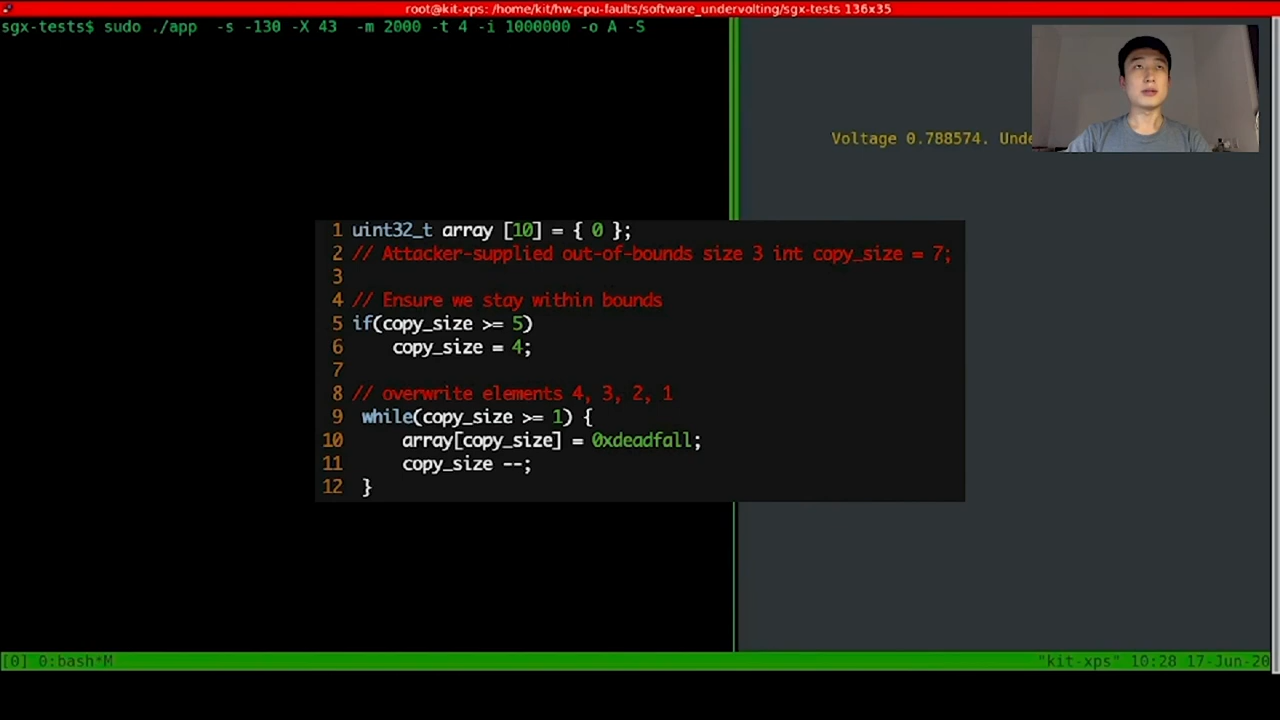 root@kit-xps: /home/kit/hw-cpu-faults/software_undervolting/sgx-tests 136x35
sgx-tests$ sudo ./app  -s -130 -X 43  -m 2000 -t 4 -i 1000000 -o A -S
Voltage 0.788574. Unde
1 uint32_t array [10] = { 0 };
2 // Attacker-supplied out-of-bounds size 3 int copy_size = 7;
3
4 // Ensure we stay within bounds
5 if(copy_size >= 5)
6     copy_size = 4;
7
8 // overwrite elements 4, 3, 2, 1
9  while(copy_size >= 1) {
10     array[copy_size] = 0xdeadfall;
11     copy_size --;
12  }
[0] 0:bash*M
"kit-xps" 10:28 17-Jun-20